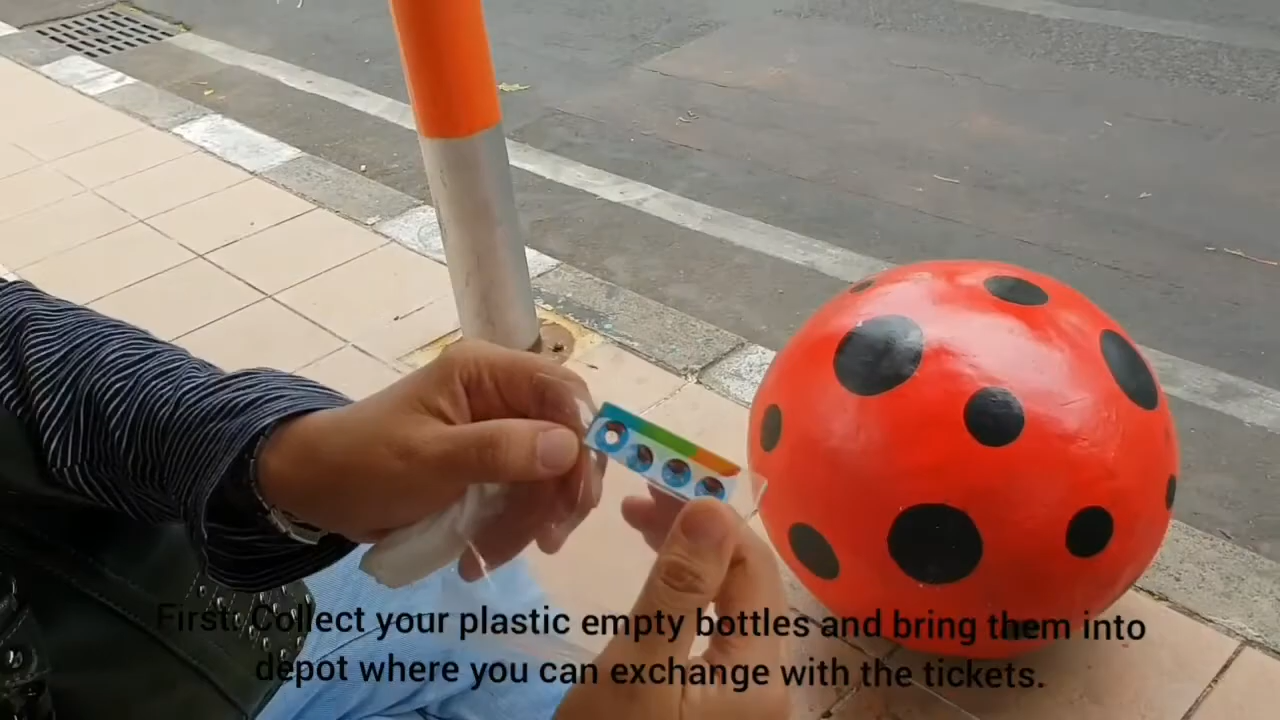 First: Collect your plastic empty bottles and bring them into
depot where you can exchange with the tickets.